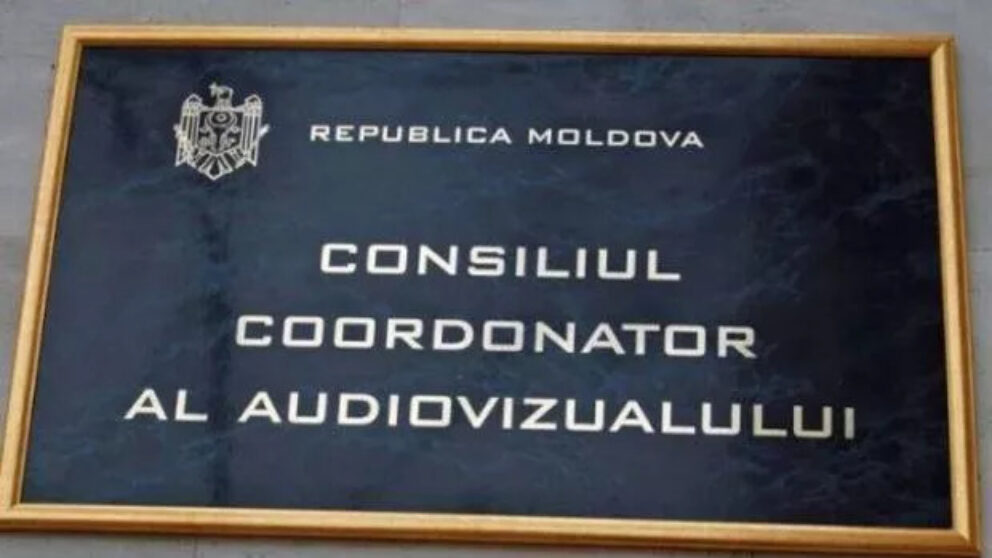 REPUBLICA MOLDOVA
CONSILIUL
COORDONATOR
AL AUDIOVIZUALULUI